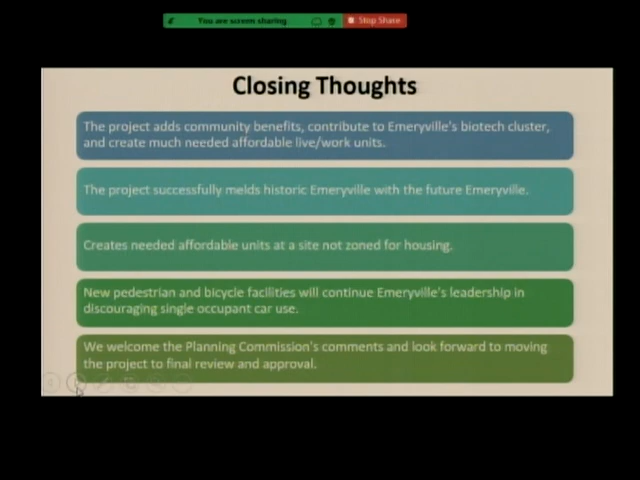 You are screen sharing
Stop Share
Closing Thoughts
The project adds community benefits, contribute to Emeryville's biotech cluster,
and create much needed affordable live/work units.
The project successfully melds historic Emeryville with the future Emeryville.
Creates needed affordable units at a site not zoned for housing.
New pedestrian and bicycle facilities will continue Emeryville's leadership in
discouraging single occupant car use.
We welcome the Planning Commission's comments and look forward to moving
the project to final review and approval.